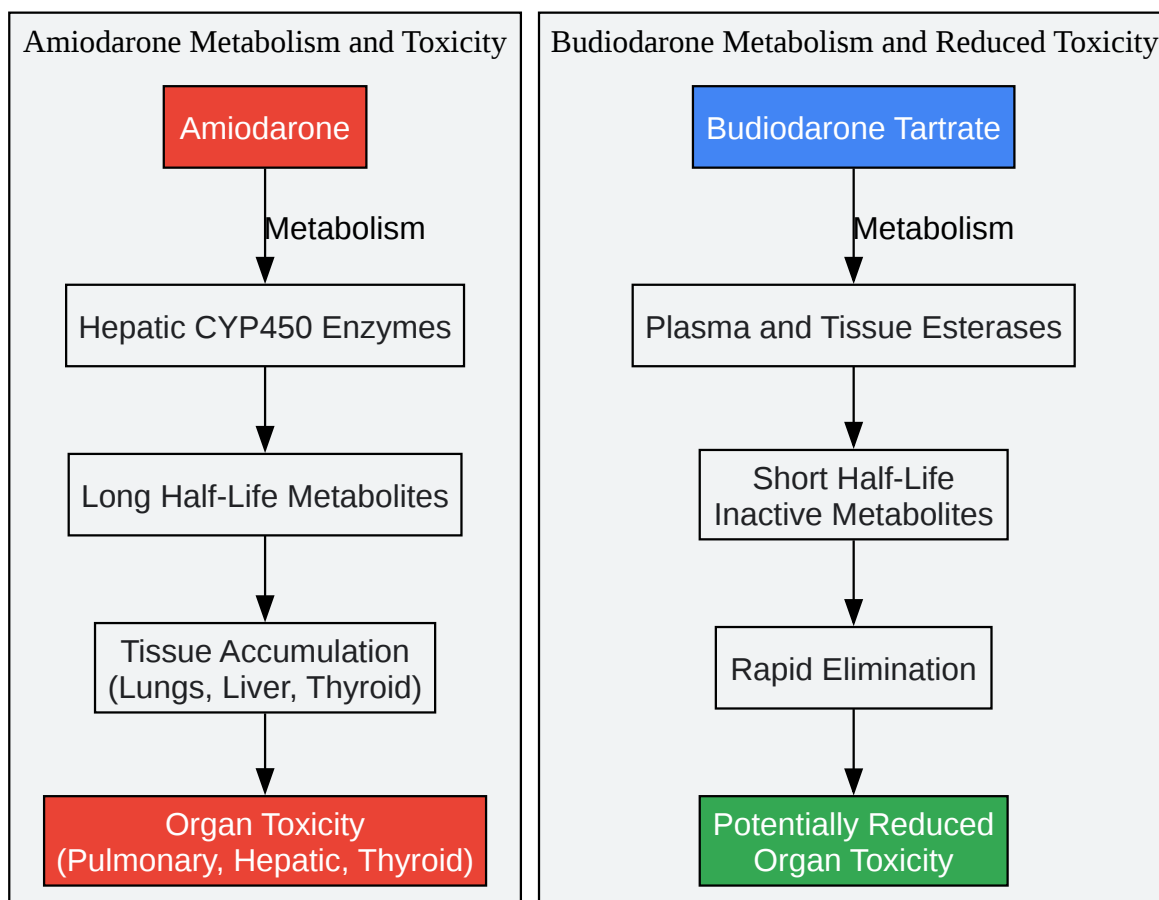 Amiodarone Metabolism and Toxicity
Amiodarone
Metabolism
Hepatic CYP450 Enzymes
Long Half-Life Metabolites
Tissue Accumulation
(Lungs, Liver, Thyroid)
Organ Toxicity
(Pulmonary, Hepatic, Thyroid)
Budiodarone Metabolism and Reduced Toxicity
Budiodarone Tartrate
Metabolism
Plasma and Tissue Esterases
Short Half-Life
Inactive Metabolites
Rapid Elimination
Potentially Reduced
Organ Toxicity